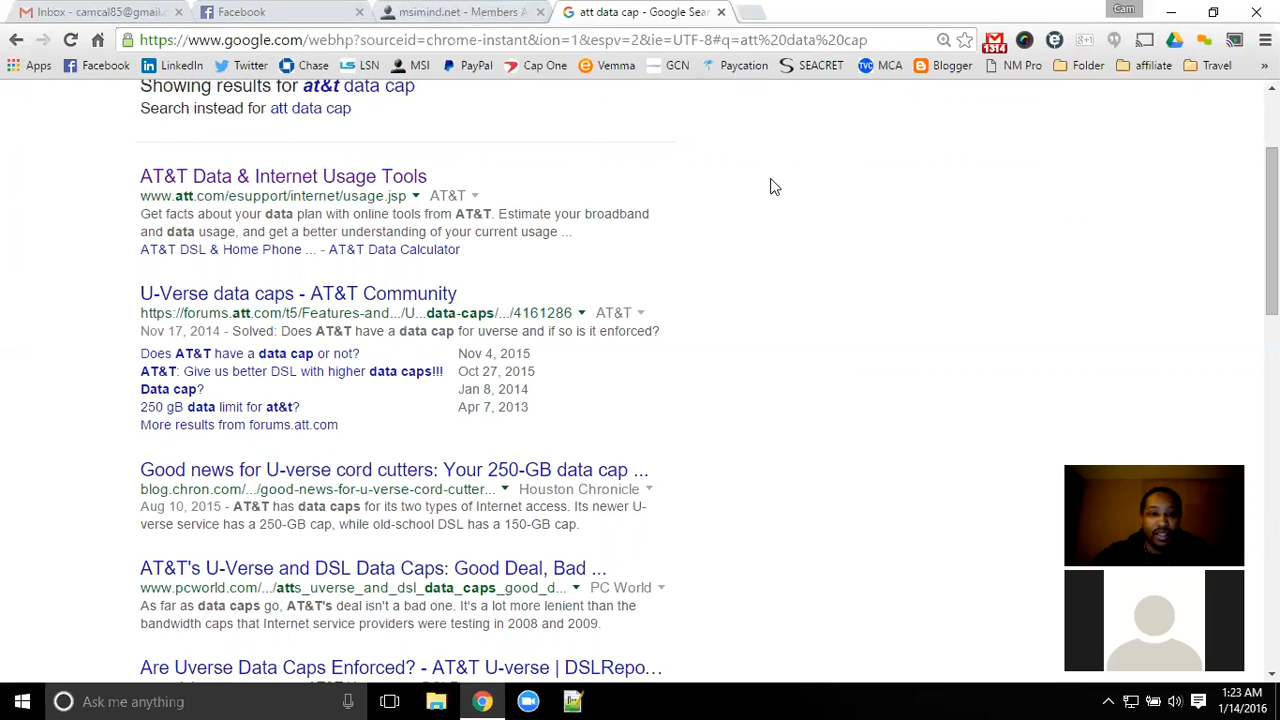 Inbox - camcal85@gmail.
Facebook
msimind.net - Members A
att data cap - Google Sear
Cam
https://www.google.com/webhp?sourceid=chrome-instant&ion=1&espv=2&ie=UTF-8#q=att%20data%20cap
1314
Apps Facebook LinkedIn Twitter Chase LSN MSI PayPal Cap One Vemma GCN Paycation SEACRET MCA Blogger NM Pro Folder affiliate Travel
Showing results for at&t data cap
Search instead for att data cap
AT&T Data & Internet Usage Tools
www.att.com/esupport/internet/usage.jsp AT&T
Get facts about your data plan with online tools from AT&T. Estimate your broadband
and data usage, and get a better understanding of your current usage ...
AT&T DSL & Home Phone ... - AT&T Data Calculator
U-Verse data caps - AT&T Community
https://forums.att.com/t5/Features-and.../U...data-caps/.../4161286 AT&T
Nov 17, 2014 - Solved: Does AT&T have a data cap for uverse and if so is it enforced?
Does AT&T have a data cap or not? Nov 4, 2015
AT&T: Give us better DSL with higher data caps!!! Oct 27, 2015
Data cap? Jan 8, 2014
250 gB data limit for at&t? Apr 7, 2013
More results from forums.att.com
Good news for U-verse cord cutters: Your 250-GB data cap ...
blog.chron.com/.../good-news-for-u-verse-cord-cutter... Houston Chronicle
Aug 10, 2015 - AT&T has data caps for its two types of Internet access. Its newer U-
verse service has a 250-GB cap, while old-school DSL has a 150-GB cap.
AT&T's U-Verse and DSL Data Caps: Good Deal, Bad ...
www.pcworld.com/.../atts_uverse_and_dsl_data_caps_good_d... PC World
As far as data caps go, AT&T's deal isn't a bad one. It's a lot more lenient than the
bandwidth caps that Internet service providers were testing in 2008 and 2009.
Are Uverse Data Caps Enforced? - AT&T U-verse | DSLRepo...
Ask me anything
1:23 AM
1/14/2016